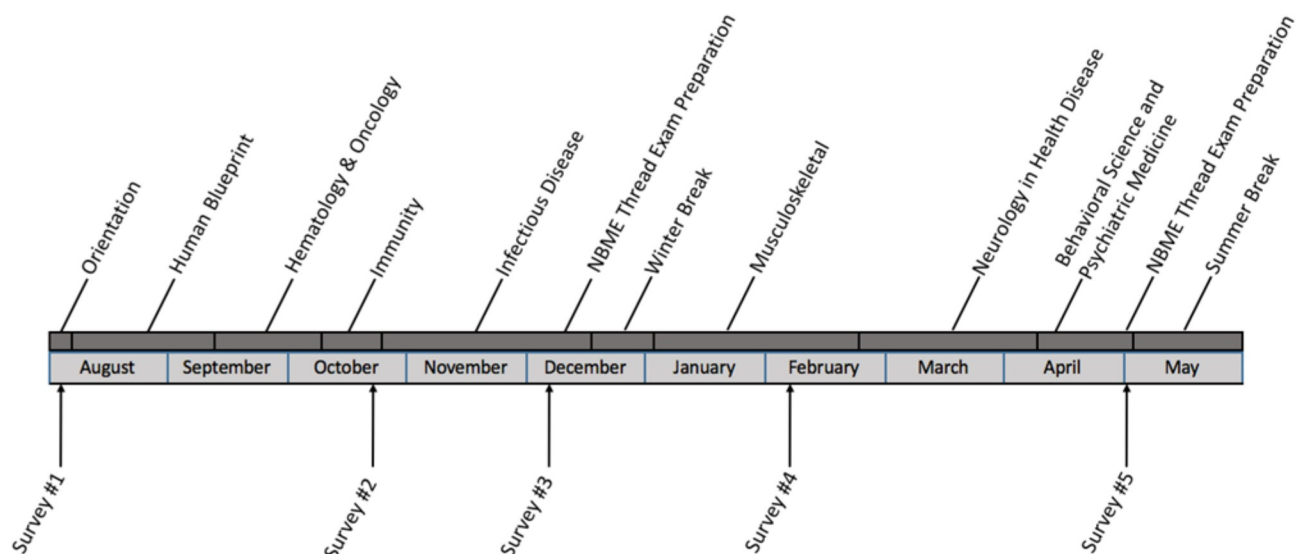 Orientation
Human Blueprint
Hematology & Oncology
Immunity
Infectious Disease
NBME Thread Exam Preparation
Winter Break
Musculoskeletal
Neurology in Health Disease
Behavioral Science and
Psychiatric Medicine
NBME Thread Exam Preparation
Summer Break
August
September
October
November
December
January
February
March
April
May
Survey #1
Survey #2
Survey #3
Survey #4
Survey #5